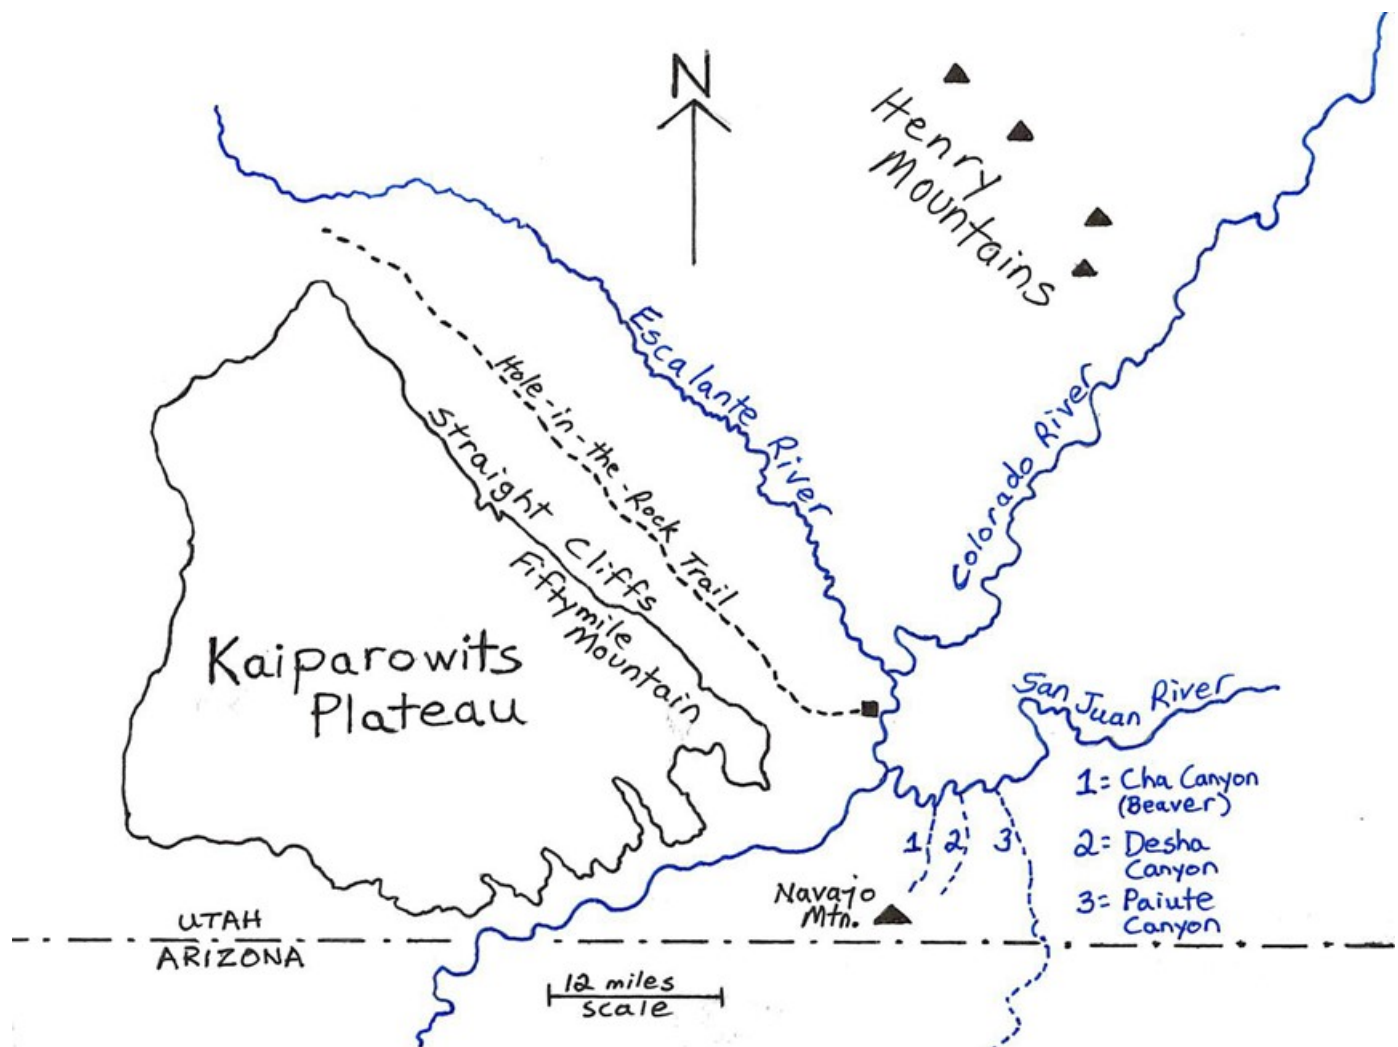 N
Henry
Mountains
Escalante River
Hole-in-the-Rock Trail
Straight Cliffs
Fiftymile
Mountain
Colorado River
Kaiparowits
Plateau
San Juan River
1= Cha Canyon
(Beaver)
2= Desha
Canyon
3= Paiute
Canyon
1 2 3
Navajo
Mtn.
UTAH
ARIZONA
12 miles
scale